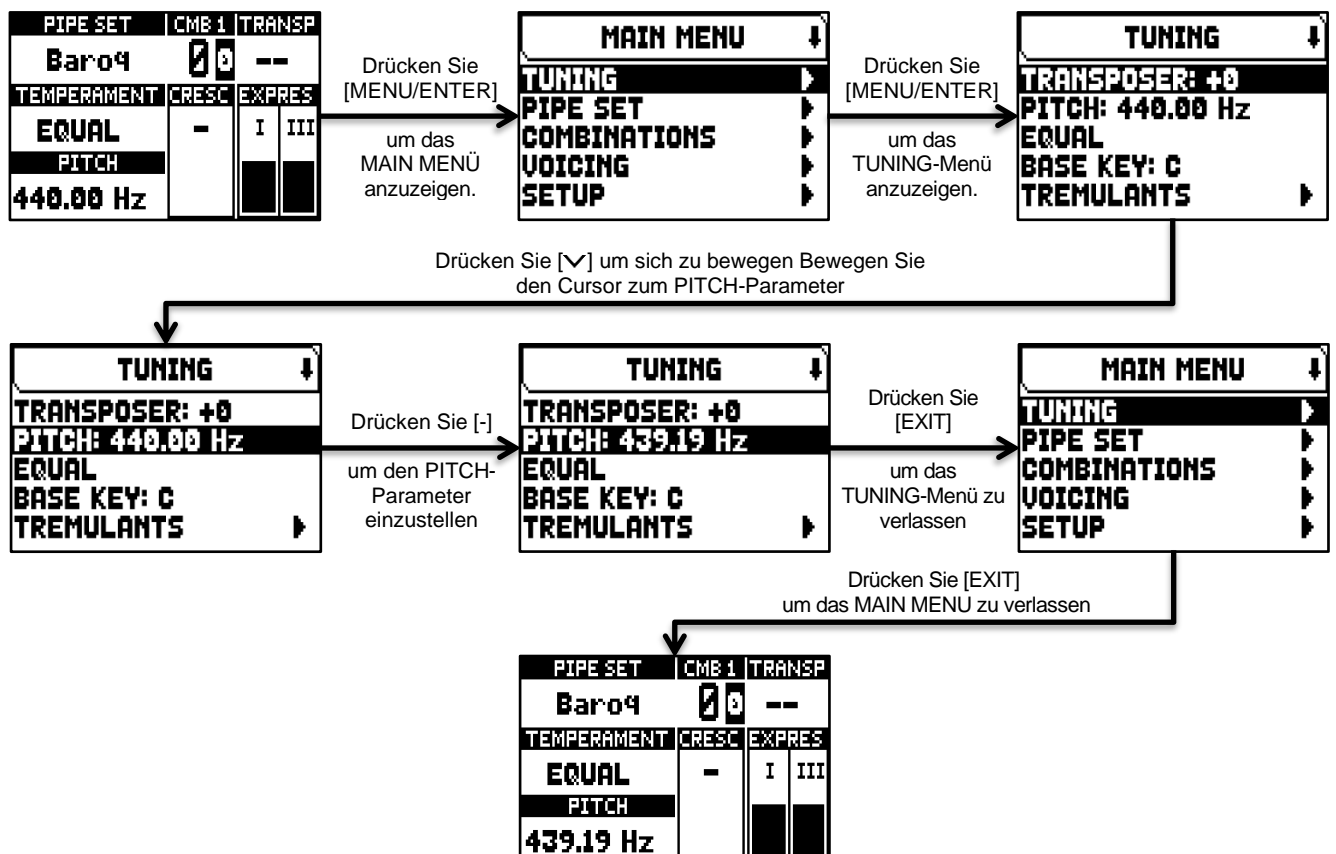 PIPE SET CMB 1 TRANSP
Baroq 00 --
TEMPERAMENT CRESC EXPRES
EQUAL - I III
PITCH
440.00 Hz
Drücken Sie
[MENU/ENTER]
um das
MAIN MENÜ
anzuzeigen.
MAIN MENU
TUNING
PIPE SET
COMBINATIONS
VOICING
SETUP
Drücken Sie
[MENU/ENTER]
um das
TUNING-Menü
anzuzeigen.
TUNING
TRANSPOSER: +0
PITCH: 440.00 Hz
EQUAL
BASE KEY: C
TREMULANTS
Drücken Sie [∨] um sich zu bewegen Bewegen Sie
den Cursor zum PITCH-Parameter
TUNING
TRANSPOSER: +0
PITCH: 440.00 Hz
EQUAL
BASE KEY: C
TREMULANTS
Drücken Sie [-]
um den PITCH-
Parameter
einzustellen
TUNING
TRANSPOSER: +0
PITCH: 439.19 Hz
EQUAL
BASE KEY: C
TREMULANTS
Drücken Sie
[EXIT]
um das
TUNING-Menü zu
verlassen
MAIN MENU
TUNING
PIPE SET
COMBINATIONS
VOICING
SETUP
Drücken Sie [EXIT]
um das MAIN MENU zu verlassen
PIPE SET CMB 1 TRANSP
Baroq 00 --
TEMPERAMENT CRESC EXPRES
EQUAL - I III
PITCH
439.19 Hz